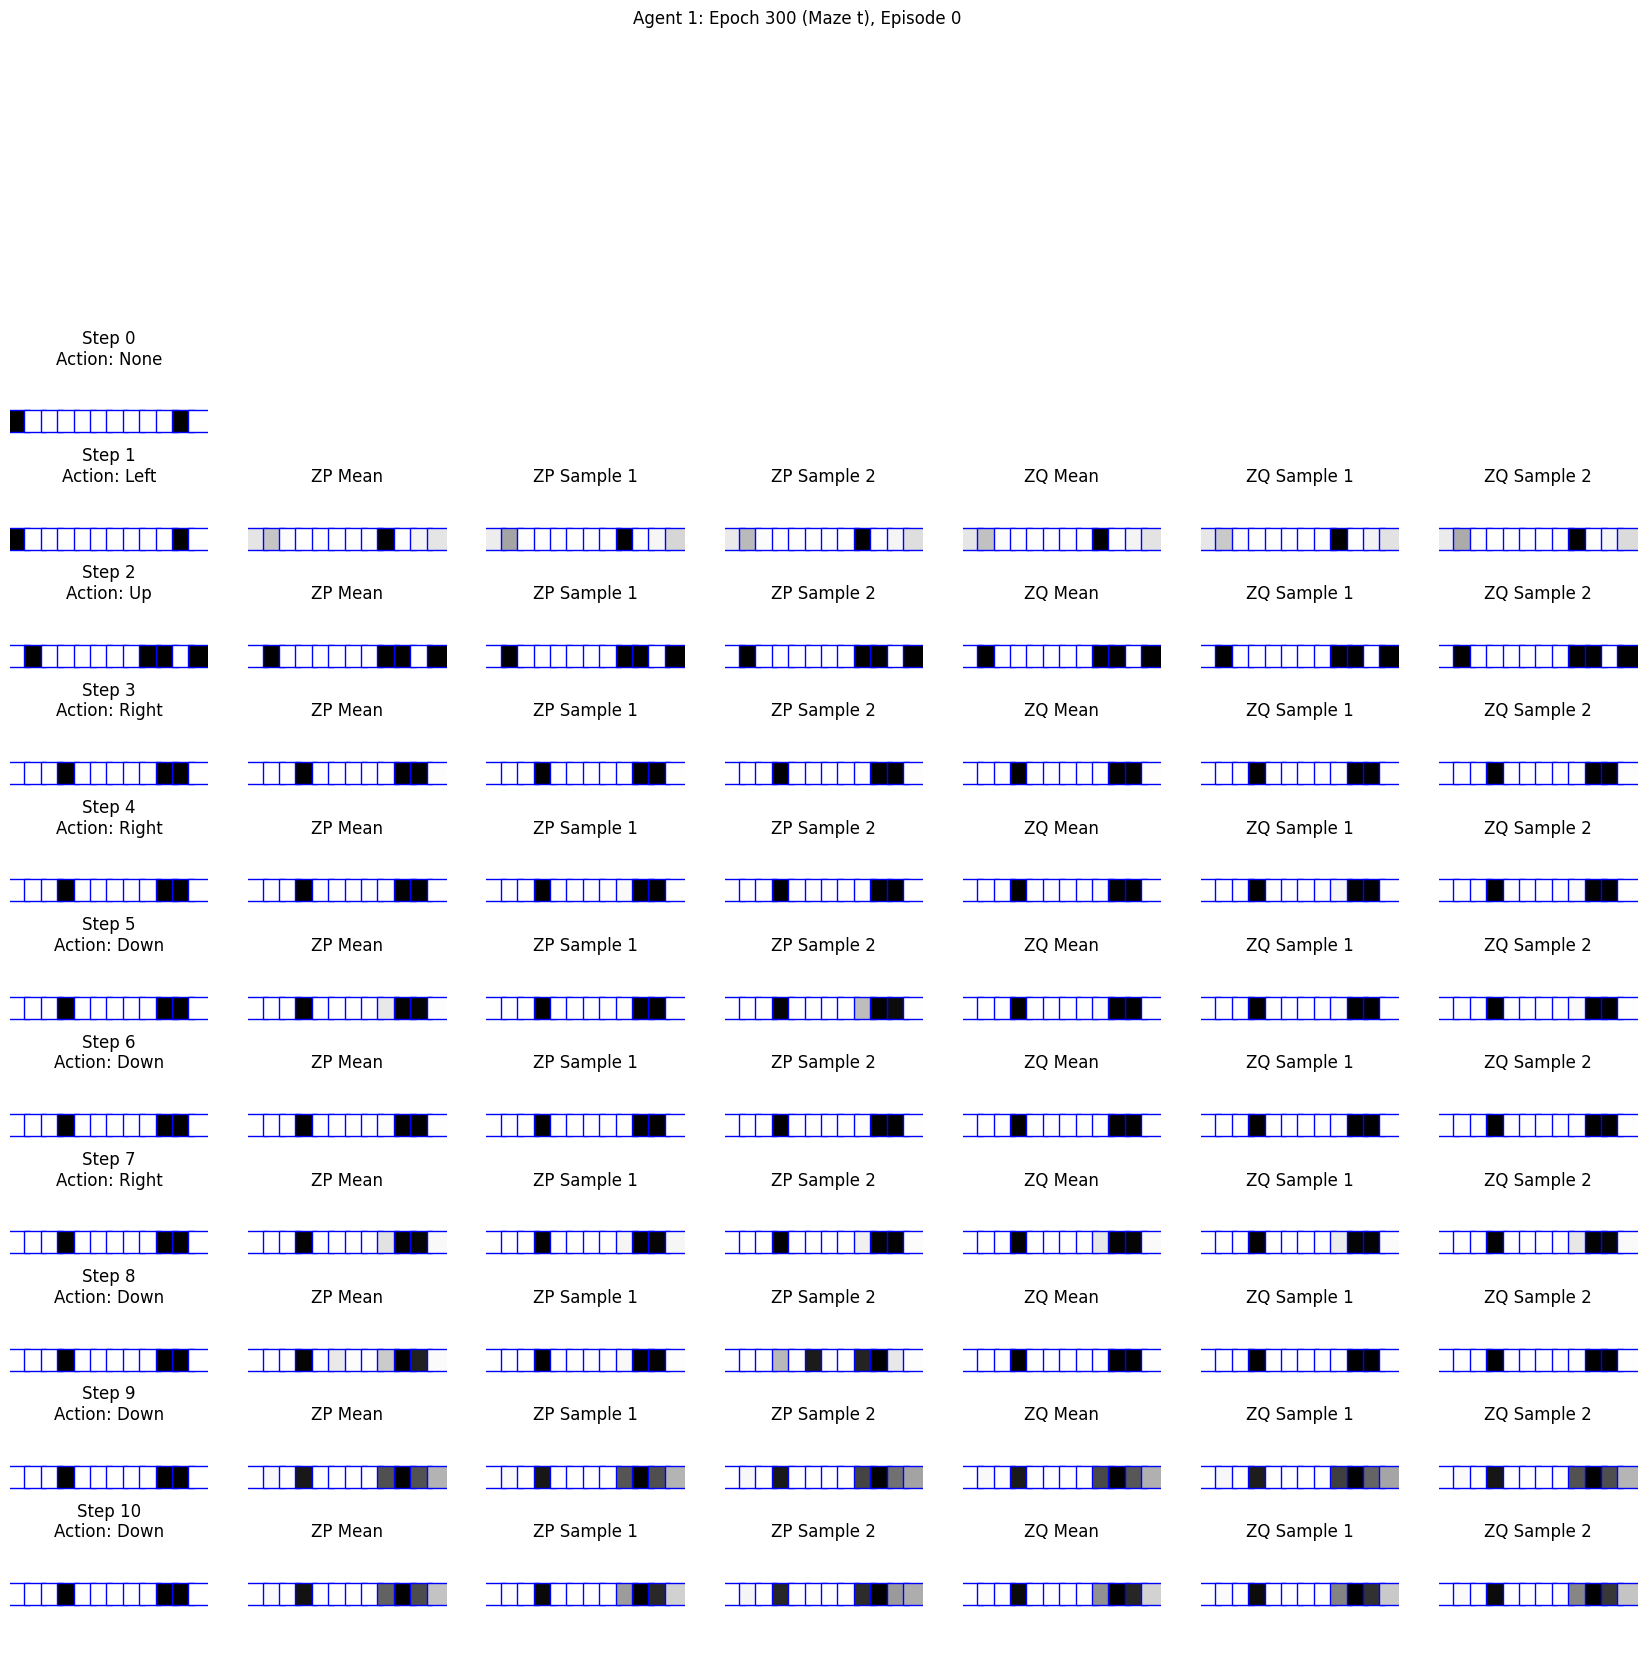 Agent 1: Epoch 300 (Maze t), Episode 0
Step 0
Action: None
Step 1
Action: Left
ZP Mean
ZP Sample 1
ZP Sample 2
ZQ Mean
ZQ Sample 1
ZQ Sample 2
Step 2
Action: Up
ZP Mean
ZP Sample 1
ZP Sample 2
ZQ Mean
ZQ Sample 1
ZQ Sample 2
Step 3
Action: Right
ZP Mean
ZP Sample 1
ZP Sample 2
ZQ Mean
ZQ Sample 1
ZQ Sample 2
Step 4
Action: Right
ZP Mean
ZP Sample 1
ZP Sample 2
ZQ Mean
ZQ Sample 1
ZQ Sample 2
Step 5
Action: Down
ZP Mean
ZP Sample 1
ZP Sample 2
ZQ Mean
ZQ Sample 1
ZQ Sample 2
Step 6
Action: Down
ZP Mean
ZP Sample 1
ZP Sample 2
ZQ Mean
ZQ Sample 1
ZQ Sample 2
Step 7
Action: Right
ZP Mean
ZP Sample 1
ZP Sample 2
ZQ Mean
ZQ Sample 1
ZQ Sample 2
Step 8
Action: Down
ZP Mean
ZP Sample 1
ZP Sample 2
ZQ Mean
ZQ Sample 1
ZQ Sample 2
Step 9
Action: Down
ZP Mean
ZP Sample 1
ZP Sample 2
ZQ Mean
ZQ Sample 1
ZQ Sample 2
Step 10
Action: Down
ZP Mean
ZP Sample 1
ZP Sample 2
ZQ Mean
ZQ Sample 1
ZQ Sample 2